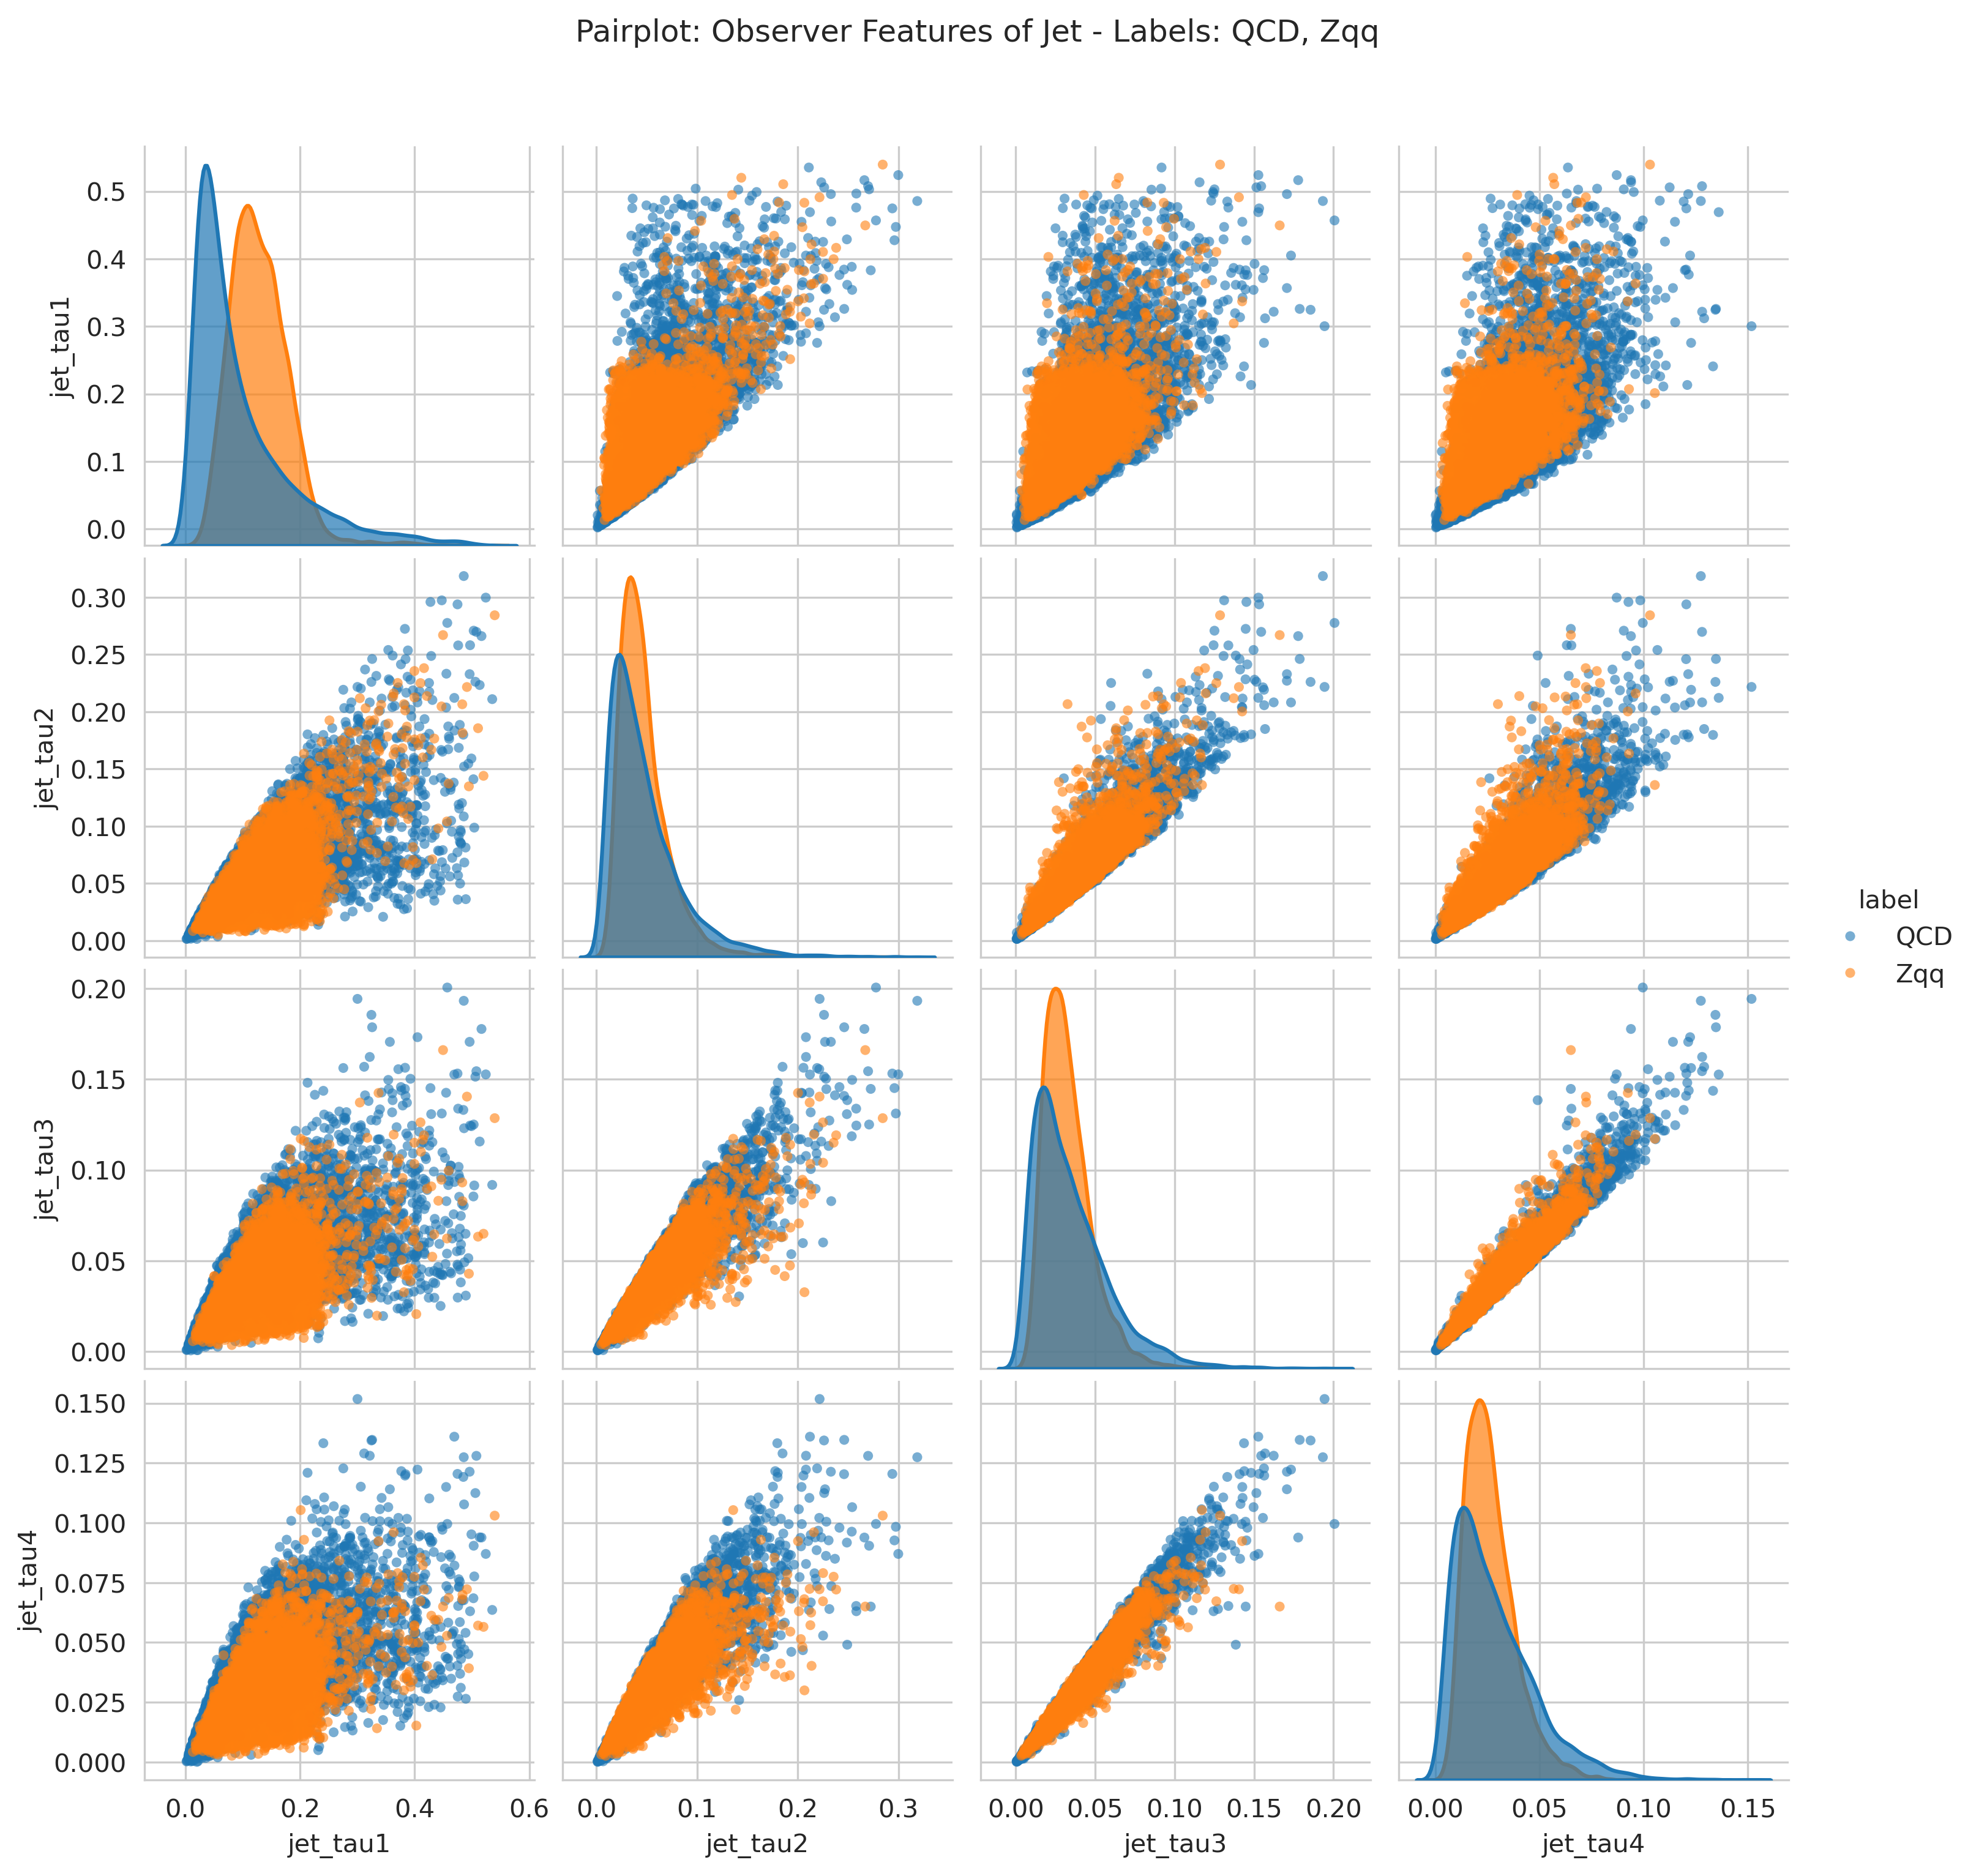 Pairplot: Observer Features of Jet - Labels: QCD, Zqq
jet_tau1
0.5
0.4
0.3
0.2
0.1
0.0
jet_tau2
0.30
0.25
0.20
0.15
0.10
0.05
0.00
label
QCD
Zqq
jet_tau3
0.20
0.15
0.10
0.05
0.00
jet_tau4
0.150
0.125
0.100
0.075
0.050
0.025
0.000
0.0 0.2 0.4 0.6
0.0 0.1 0.2 0.3
0.00 0.05 0.10 0.15 0.20
0.00 0.05 0.10 0.15
jet_tau1
jet_tau2
jet_tau3
jet_tau4